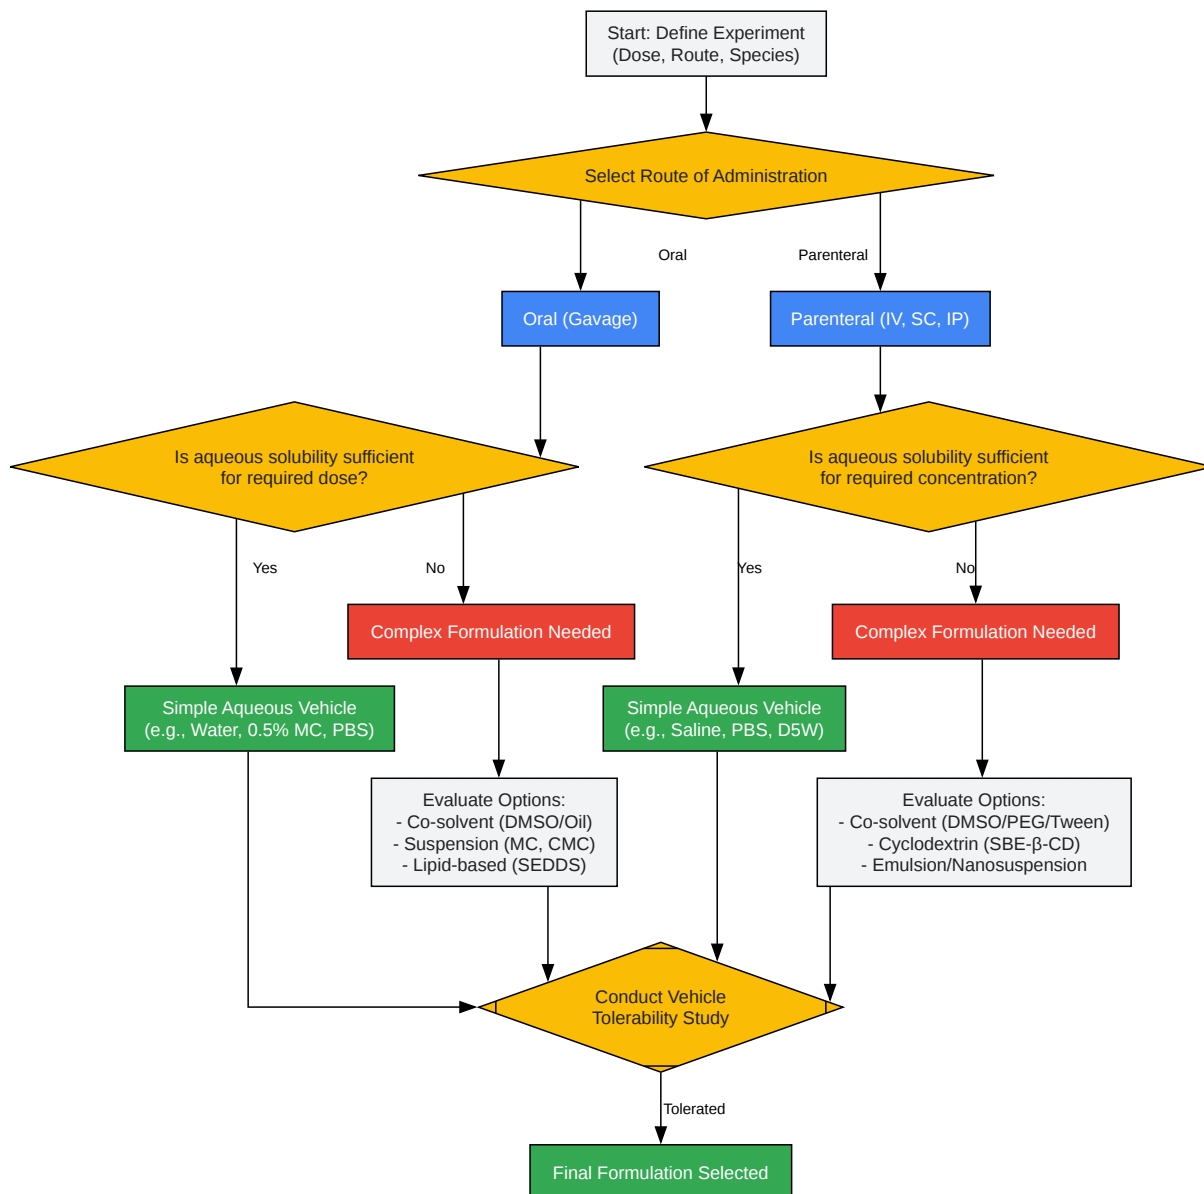 Start: Define Experiment
(Dose, Route, Species)
Select Route of Administration
Oral
Parenteral
Oral (Gavage)
Parenteral (IV, SC, IP)
Is aqueous solubility sufficient
for required dose?
Is aqueous solubility sufficient
for required concentration?
Yes
No
Yes
No
Complex Formulation Needed
Complex Formulation Needed
Simple Aqueous Vehicle
(e.g., Water, 0.5% MC, PBS)
Simple Aqueous Vehicle
(e.g., Saline, PBS, D5W)
Evaluate Options:
- Co-solvent (DMSO/Oil)
- Suspension (MC, CMC)
- Lipid-based (SEDDS)
Evaluate Options:
- Co-solvent (DMSO/PEG/Tween)
- Cyclodextrin (SBE-β-CD)
- Emulsion/Nanosuspension
Conduct Vehicle
Tolerability Study
Tolerated
Final Formulation Selected